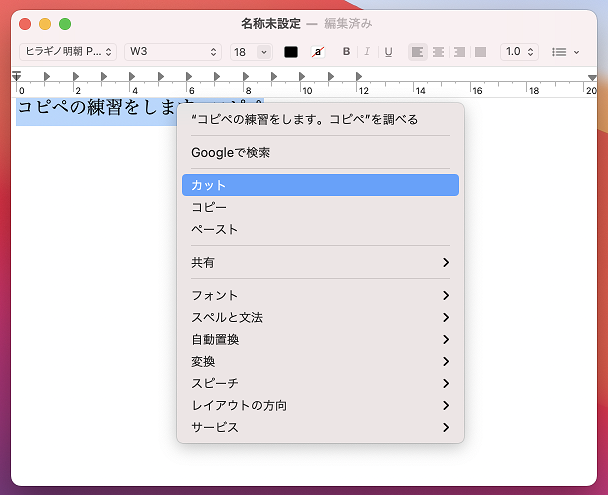 名称未設定 — 編集済み
ヒラギノ明朝 P... W3 18 a B I U 1.0
0 2 4 6 8 10 12 14 16 18 20
コピペの練習をします。コピペ
“コピペの練習をします。コピペ”を調べる
Googleで検索
カット
コピー
ペースト
共有
フォント
スペルと文法
自動置換
変換
スピーチ
レイアウトの方向
サービス